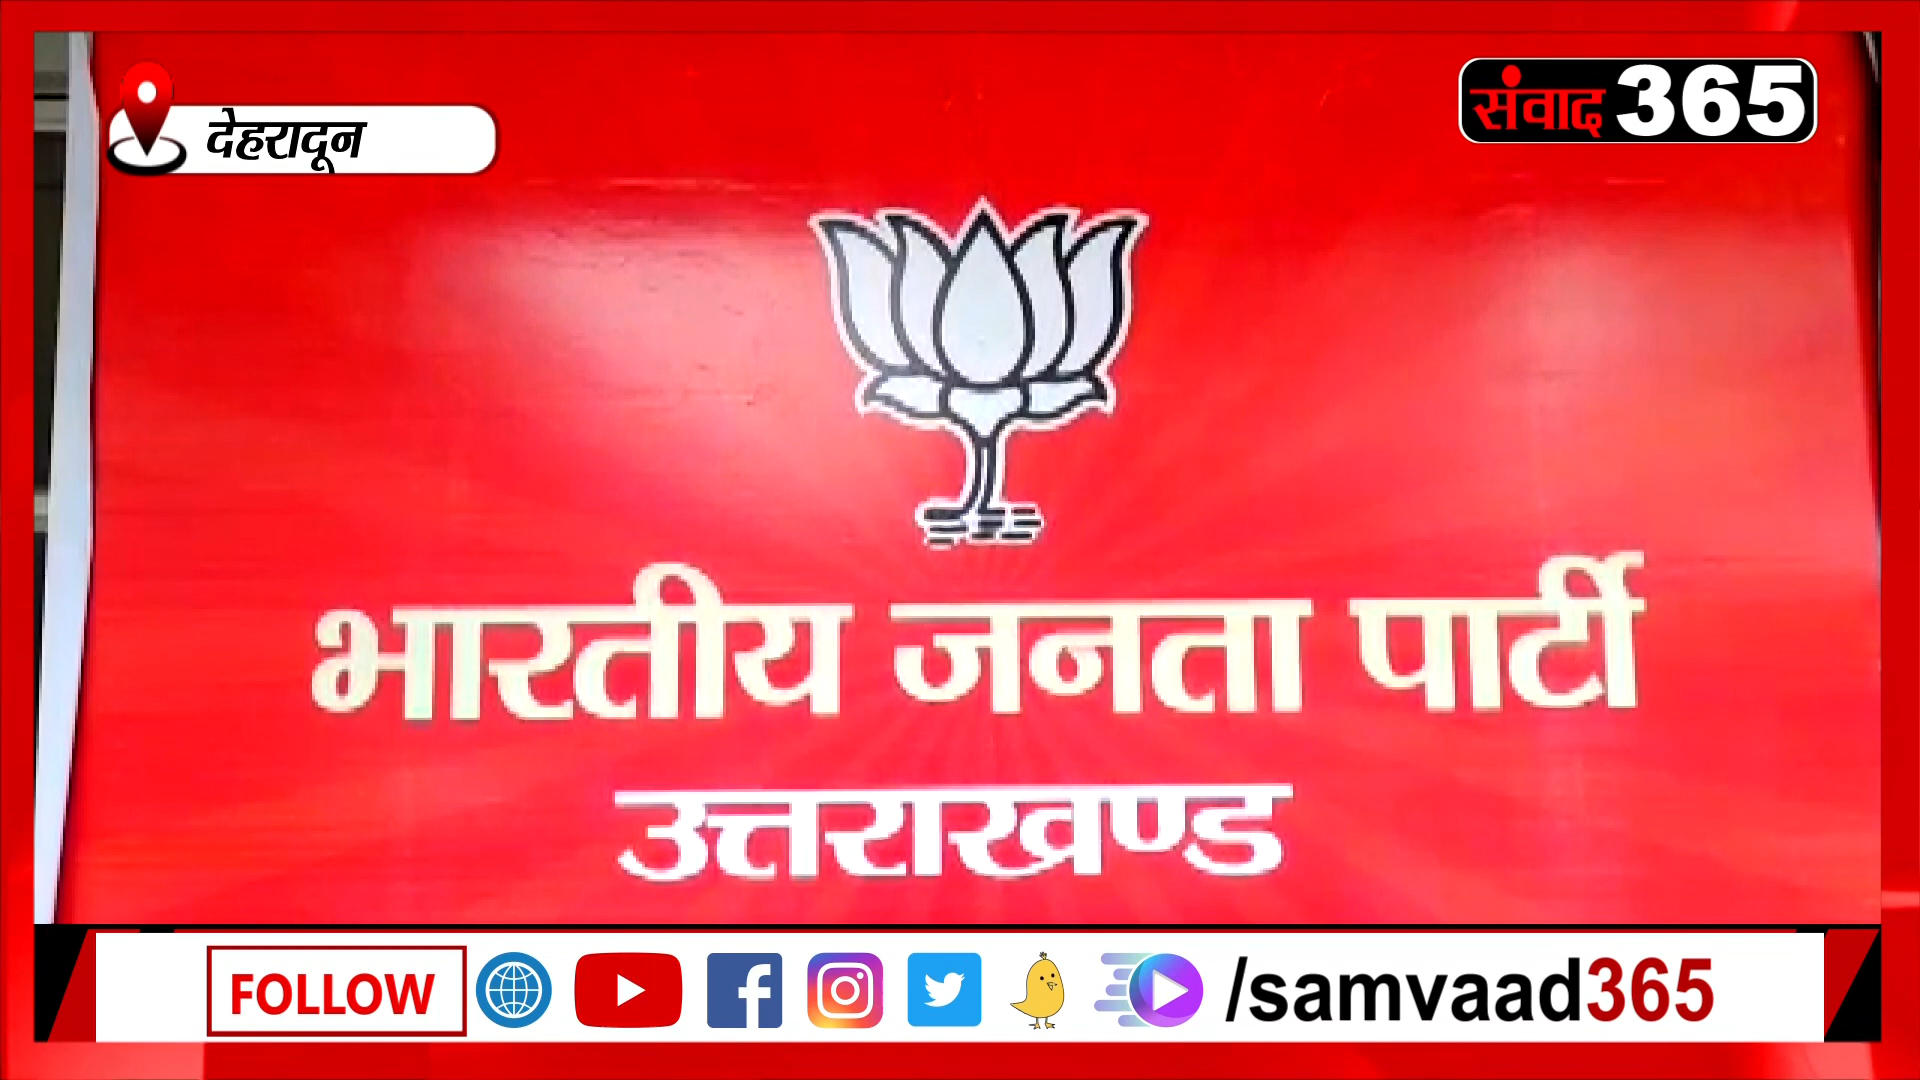 देहरादून
संवाद 365
भारतीय जनता पार्टी
उत्तराखण्ड
FOLLOW /samvaad365